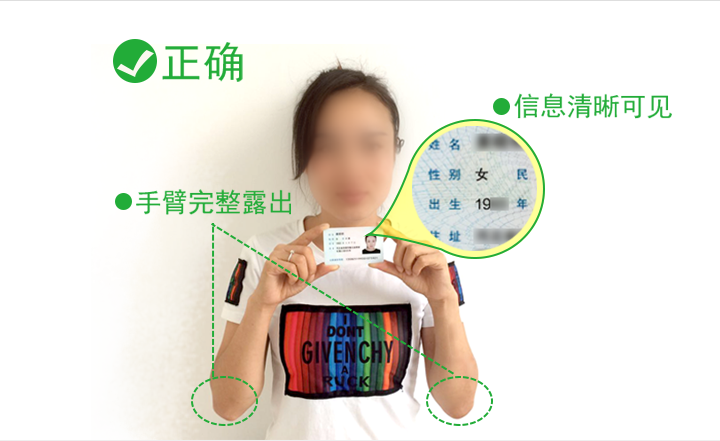 正确
信息清晰可见
姓 名
性 别 女 民
出 生 19 年
住 址
手臂完整露出
I
DONT
GIVENCHY
A
RUCK